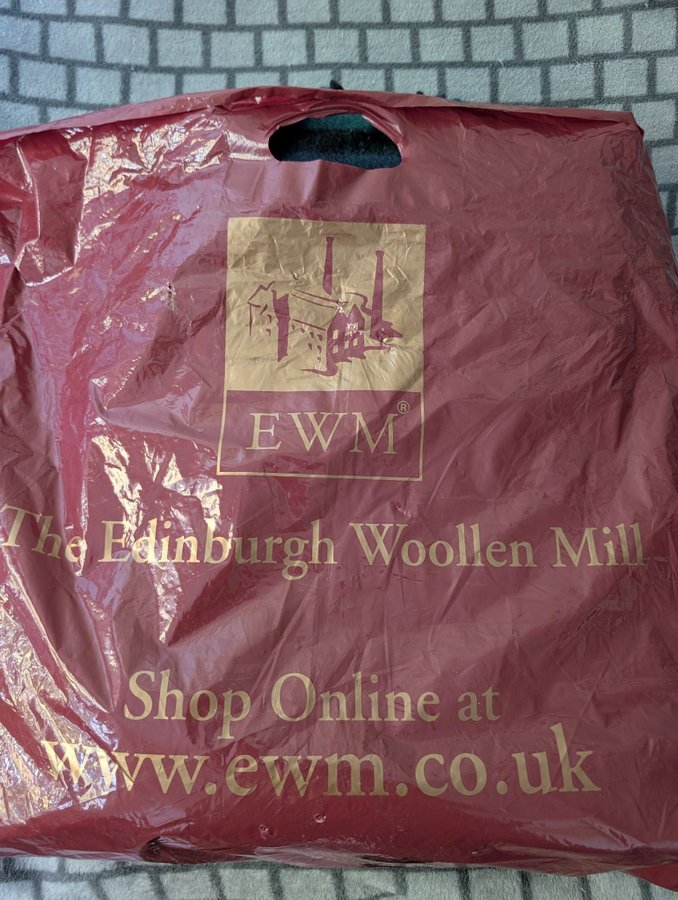 EWM®
The Edinburgh Woollen Mill
Shop Online at
www.ewm.co.uk